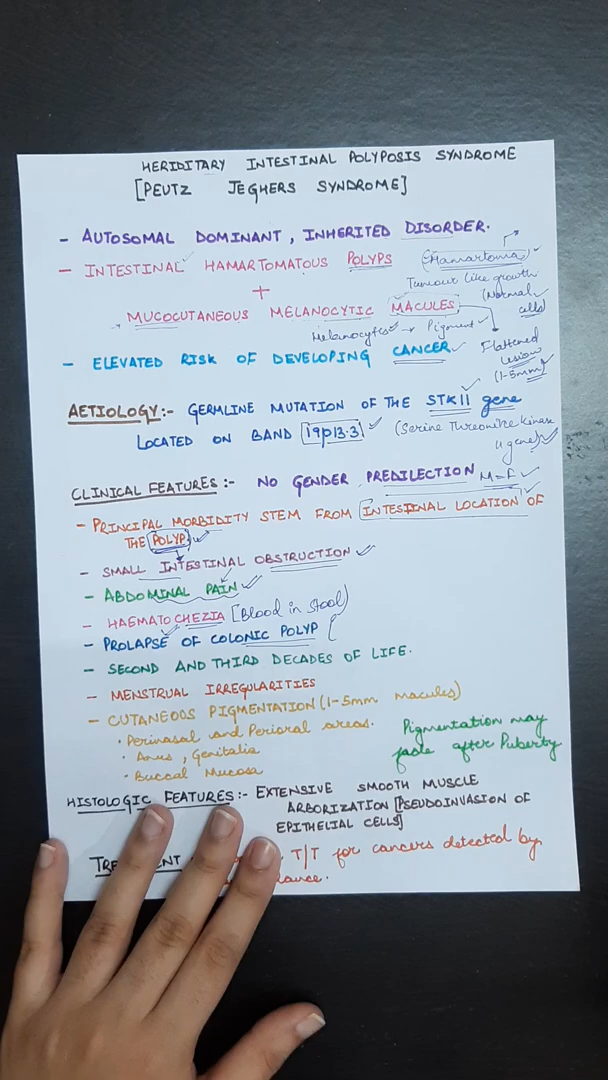 HERIDITARY INTESTINAL POLYPOSIS SYNDROME
[PEUTZ JEGHERS SYNDROME]
- AUTOSOMAL DOMINANT, INHERITED DISORDER.
- INTESTINAL HAMARTOMATOUS POLYPS (Hamartoma)
Tumour like growth
(Normal cells)
+
MUCOCUTANEOUS MELANOCYTIC MACULES
Melanocytes → Pigment
Flattened
lesion
(1-5mm)
- ELEVATED RISK OF DEVELOPING CANCER
AETIOLOGY:- GERMLINE MUTATION OF THE STK11 gene
LOCATED ON BAND 19p13.3 (Serine Threonine kinase
11 gene)
CLINICAL FEATURES:- NO GENDER PREDILECTION M=F
- PRINCIPAL MORBIDITY STEM FROM INTESTINAL LOCATION OF
THE POLYP.
- SMALL INTESTINAL OBSTRUCTION
- ABDOMINAL PAIN
- HAEMATOCHEZIA [Blood in stool)
- PROLAPSE OF COLONIC POLYP
- SECOND AND THIRD DECADES OF LIFE.
- MENSTRUAL IRREGULARITIES
- CUTANEOUS PIGMENTATION (1-5mm macules)
• Perinasal and Perioral areas.
• Anus, Genitalia
• Buccal Mucosa
Pigmentation may
fade after Puberty
HISTOLOGIC FEATURES:- EXTENSIVE SMOOTH MUSCLE
ARBORIZATION [PSEUDOINVASION OF
EPITHELIAL CELLS]
T/T for cancers detected by